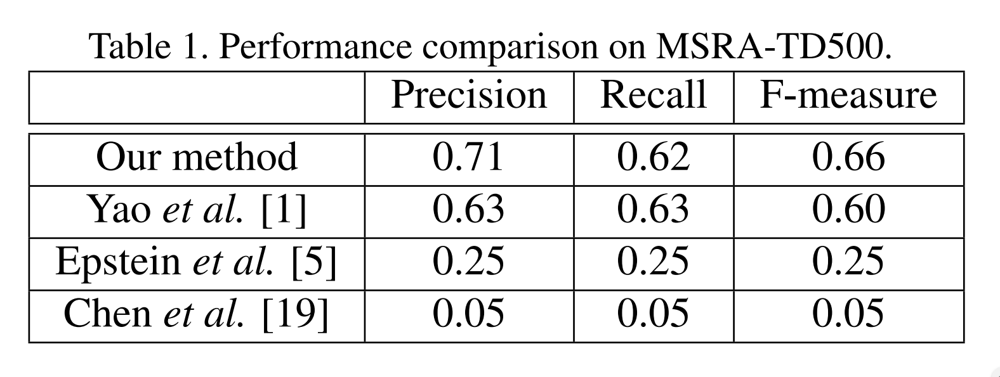 Table 1. Performance comparison on MSRA-TD500.
Precision Recall F-measure
Our method 0.71 0.62 0.66
Yao et al. [1] 0.63 0.63 0.60
Epstein et al. [5] 0.25 0.25 0.25
Chen et al. [19] 0.05 0.05 0.05